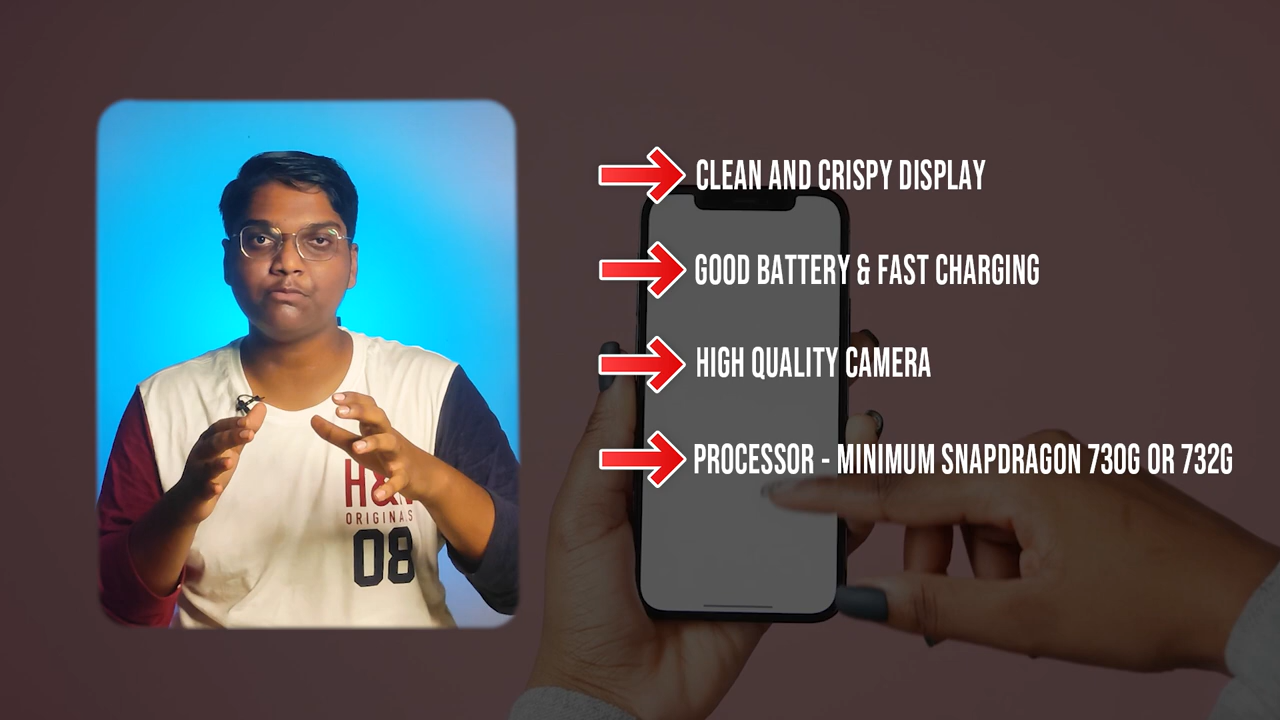 CLEAN AND CRISPY DISPLAY
GOOD BATTERY & FAST CHARGING
HIGH QUALITY CAMERA
PROCESSOR - MINIMUM SNAPDRAGON 730G OR 732G
ORIGINALS
08